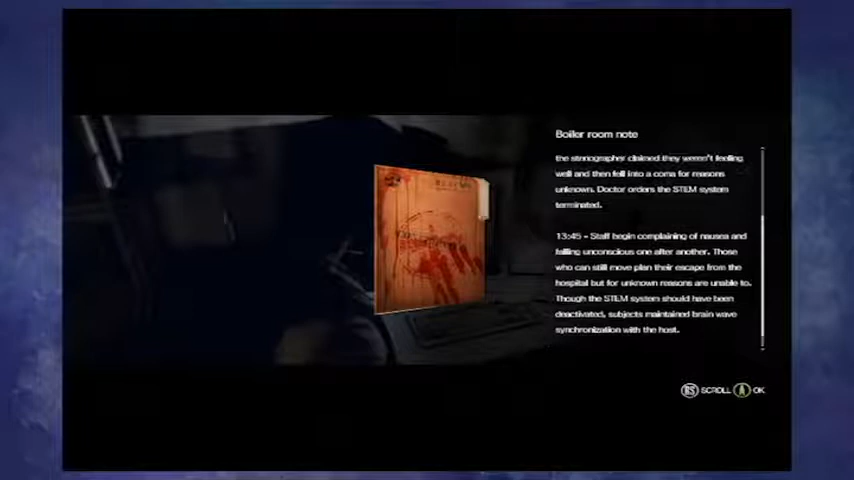 Boiler room note
the stenographer claimed they weren't feeling
well and then fell into a coma for reasons
unknown. Doctor orders the STEM system
terminated.
13:45 - Staff begin complaining of nausea and
falling unconscious one after another. Those
who can still move plan their escape from the
hospital but for unknown reasons are unable to.
Though the STEM system should have been
deactivated, subjects maintained brain wave
synchronization with the host.
RS SCROLL A OK